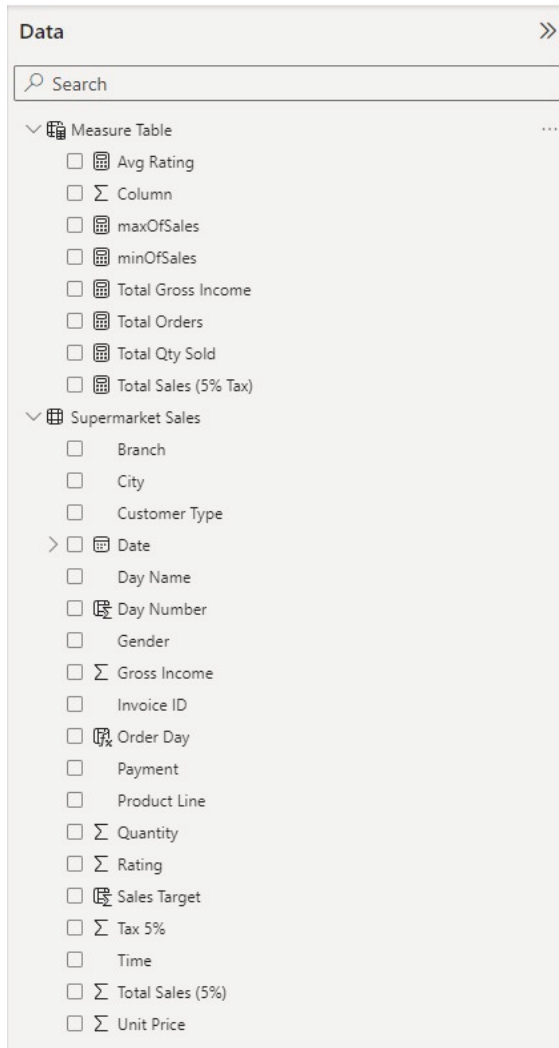 Data
Search
Measure Table
Avg Rating
Column
maxOfSales
minOfSales
Total Gross Income
Total Orders
Total Qty Sold
Total Sales (5% Tax)
Supermarket Sales
Branch
City
Customer Type
Date
Day Name
Day Number
Gender
Gross Income
Invoice ID
Order Day
Payment
Product Line
Quantity
Rating
Sales Target
Tax 5%
Time
Total Sales (5%)
Unit Price